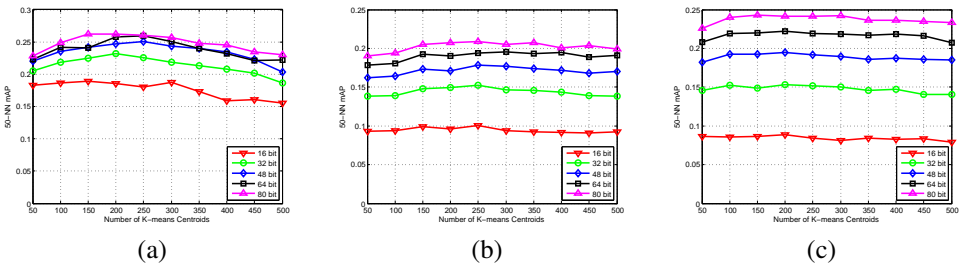 0.3
0.25
0.2
0.15
0.1
0.05
0
50-NN mAP
50 100 150 200 250 300 350 400 450 500
Number of K-means Centroids
16 bit
32 bit
48 bit
64 bit
80 bit
(a)
0.25
0.2
0.15
0.1
0.05
0
50-NN mAP
50 100 150 200 250 300 350 400 450 500
Number of K-means Centroids
16 bit
32 bit
48 bit
64 bit
80 bit
(b)
0.25
0.2
0.15
0.1
0.05
0
50-NN mAP
50 100 150 200 250 300 350 400 450 500
Number of K-means Centroids
16 bit
32 bit
48 bit
64 bit
80 bit
(c)